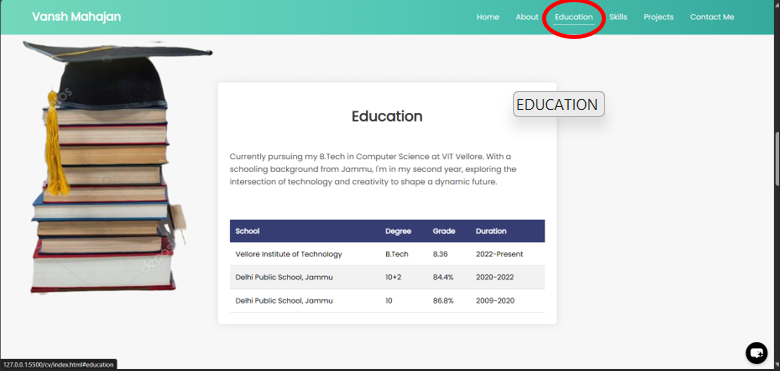 Vansh Mahajan
Home About Education Skills Projects Contact Me
EDUCATION
Education
Currently pursuing my B.Tech in Computer Science at VIT Vellore. With a
schooling background from Jammu, I'm in my second year, exploring the
intersection of technology and creativity to shape a dynamic future.
School Degree Grade Duration
Vellore Institute of Technology B.Tech 8.36 2022-Present
Delhi Public School, Jammu 10+2 84.4% 2020-2022
Delhi Public School, Jammu 10 86.8% 2009-2020
127.0.0.1:5500/cv/index.html#education